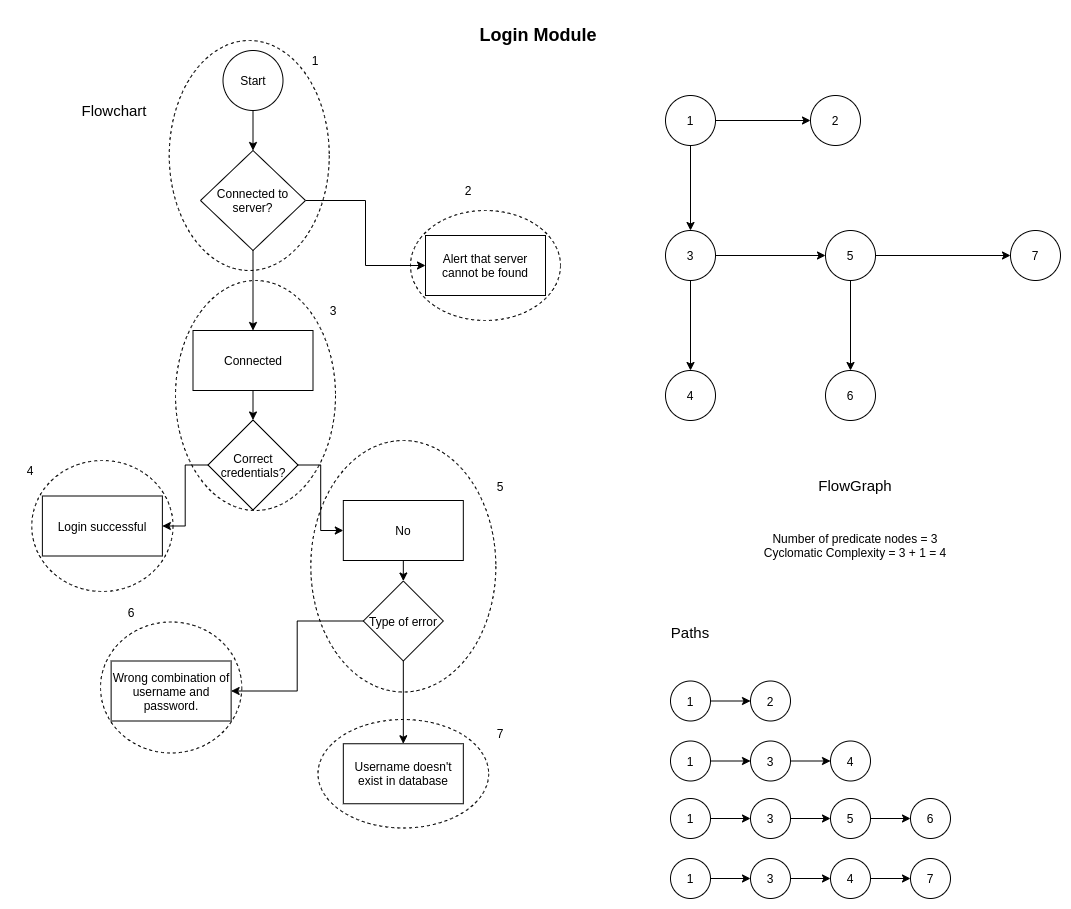 Login Module
Flowchart
1
Start
Connected to
server?
2
Alert that server
cannot be found
3
Connected
Correct
credentials?
4
Login successful
5
No
Type of error
6
Wrong combination of
username and
password.
7
Username doesn't
exist in database
1
2
3
5
7
4
6
FlowGraph
Number of predicate nodes = 3
Cyclomatic Complexity = 3 + 1 = 4
Paths
1
2
1
3
4
1
3
5
6
1
3
4
7